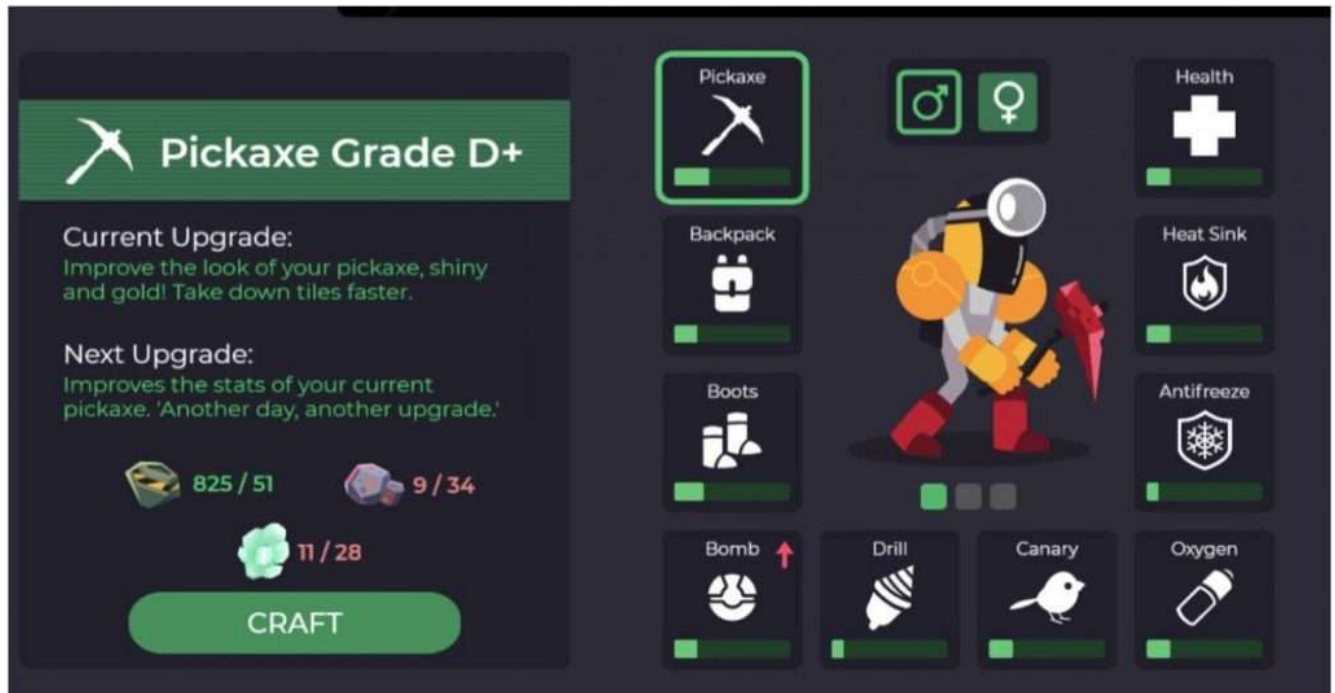 Pickaxe Grade D+
Current Upgrade:
Improve the look of your pickaxe, shiny
and gold! Take down tiles faster.
Next Upgrade:
Improves the stats of your current
pickaxe. 'Another day, another upgrade.'
825 / 51
9 / 34
11 / 28
CRAFT
Pickaxe
Health
Backpack
Heat Sink
Boots
Antifreeze
Bomb
Drill
Canary
Oxygen